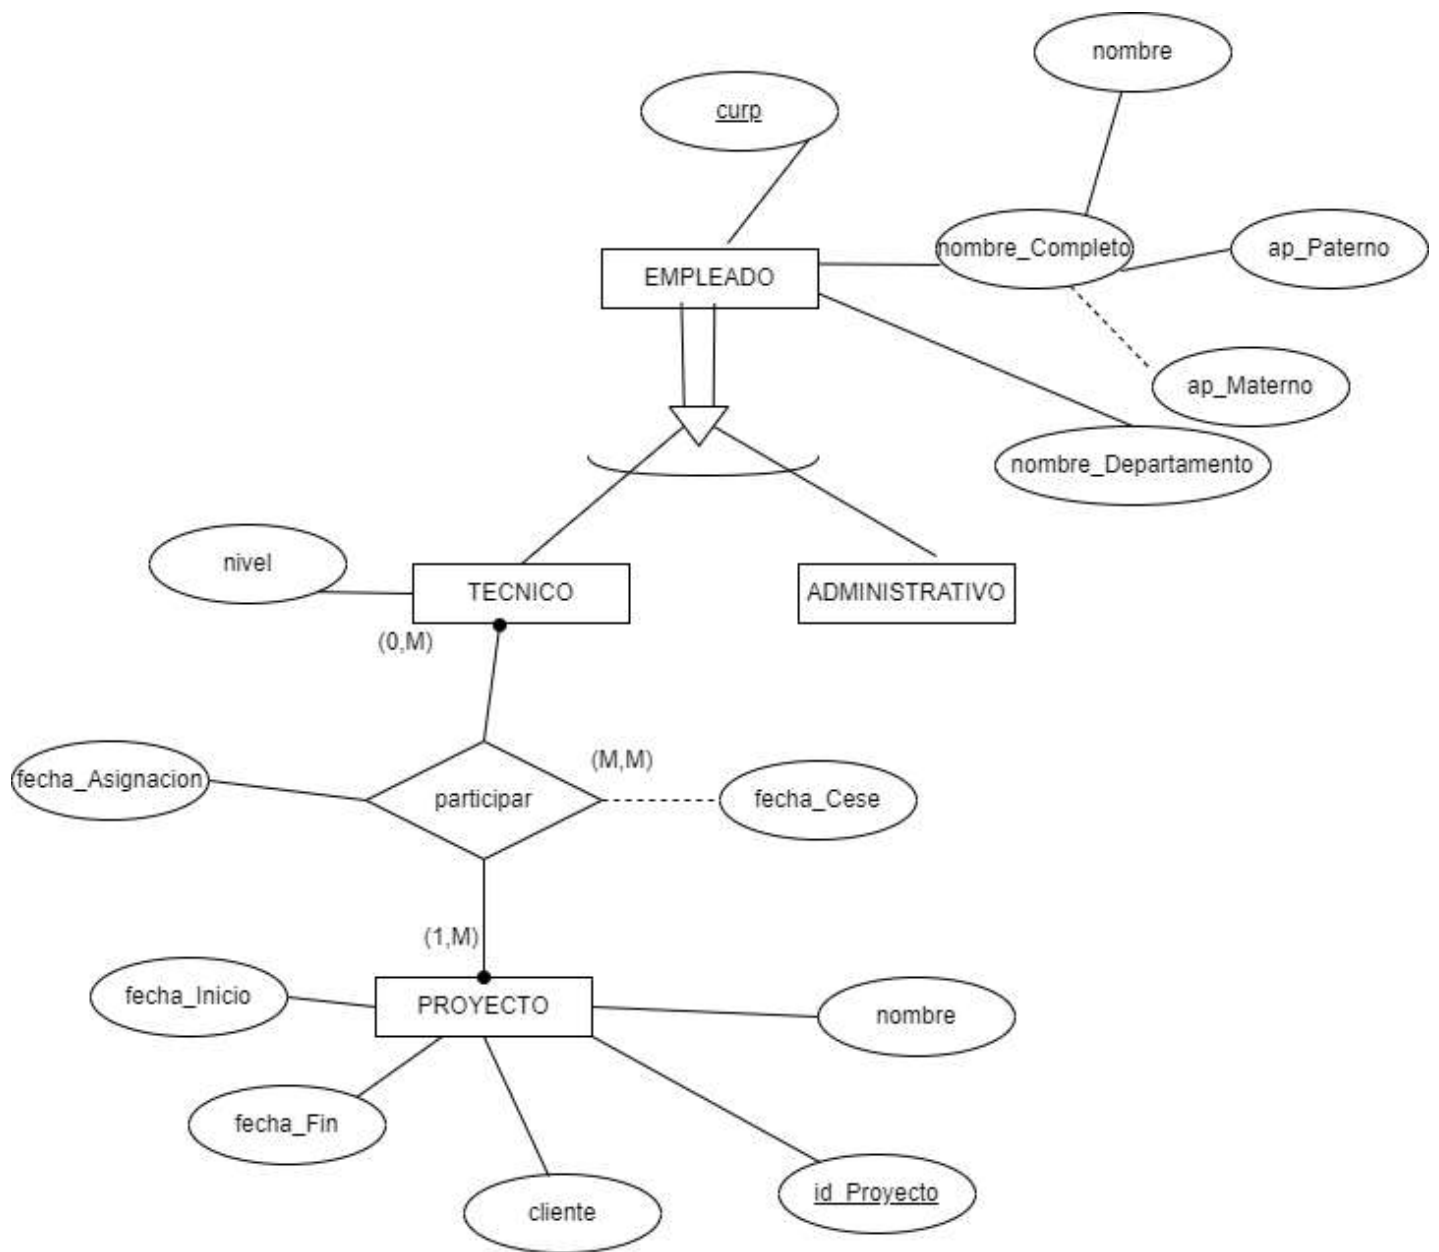 nombre
curp
nombre_Completo
ap_Paterno
EMPLEADO
ap_Materno
nombre_Departamento
nivel
TECNICO
ADMINISTRATIVO
(0,M)
(M,M)
fecha_Asignacion
participar
fecha_Cese
(1,M)
fecha_Inicio
PROYECTO
nombre
fecha_Fin
id_Proyecto
cliente